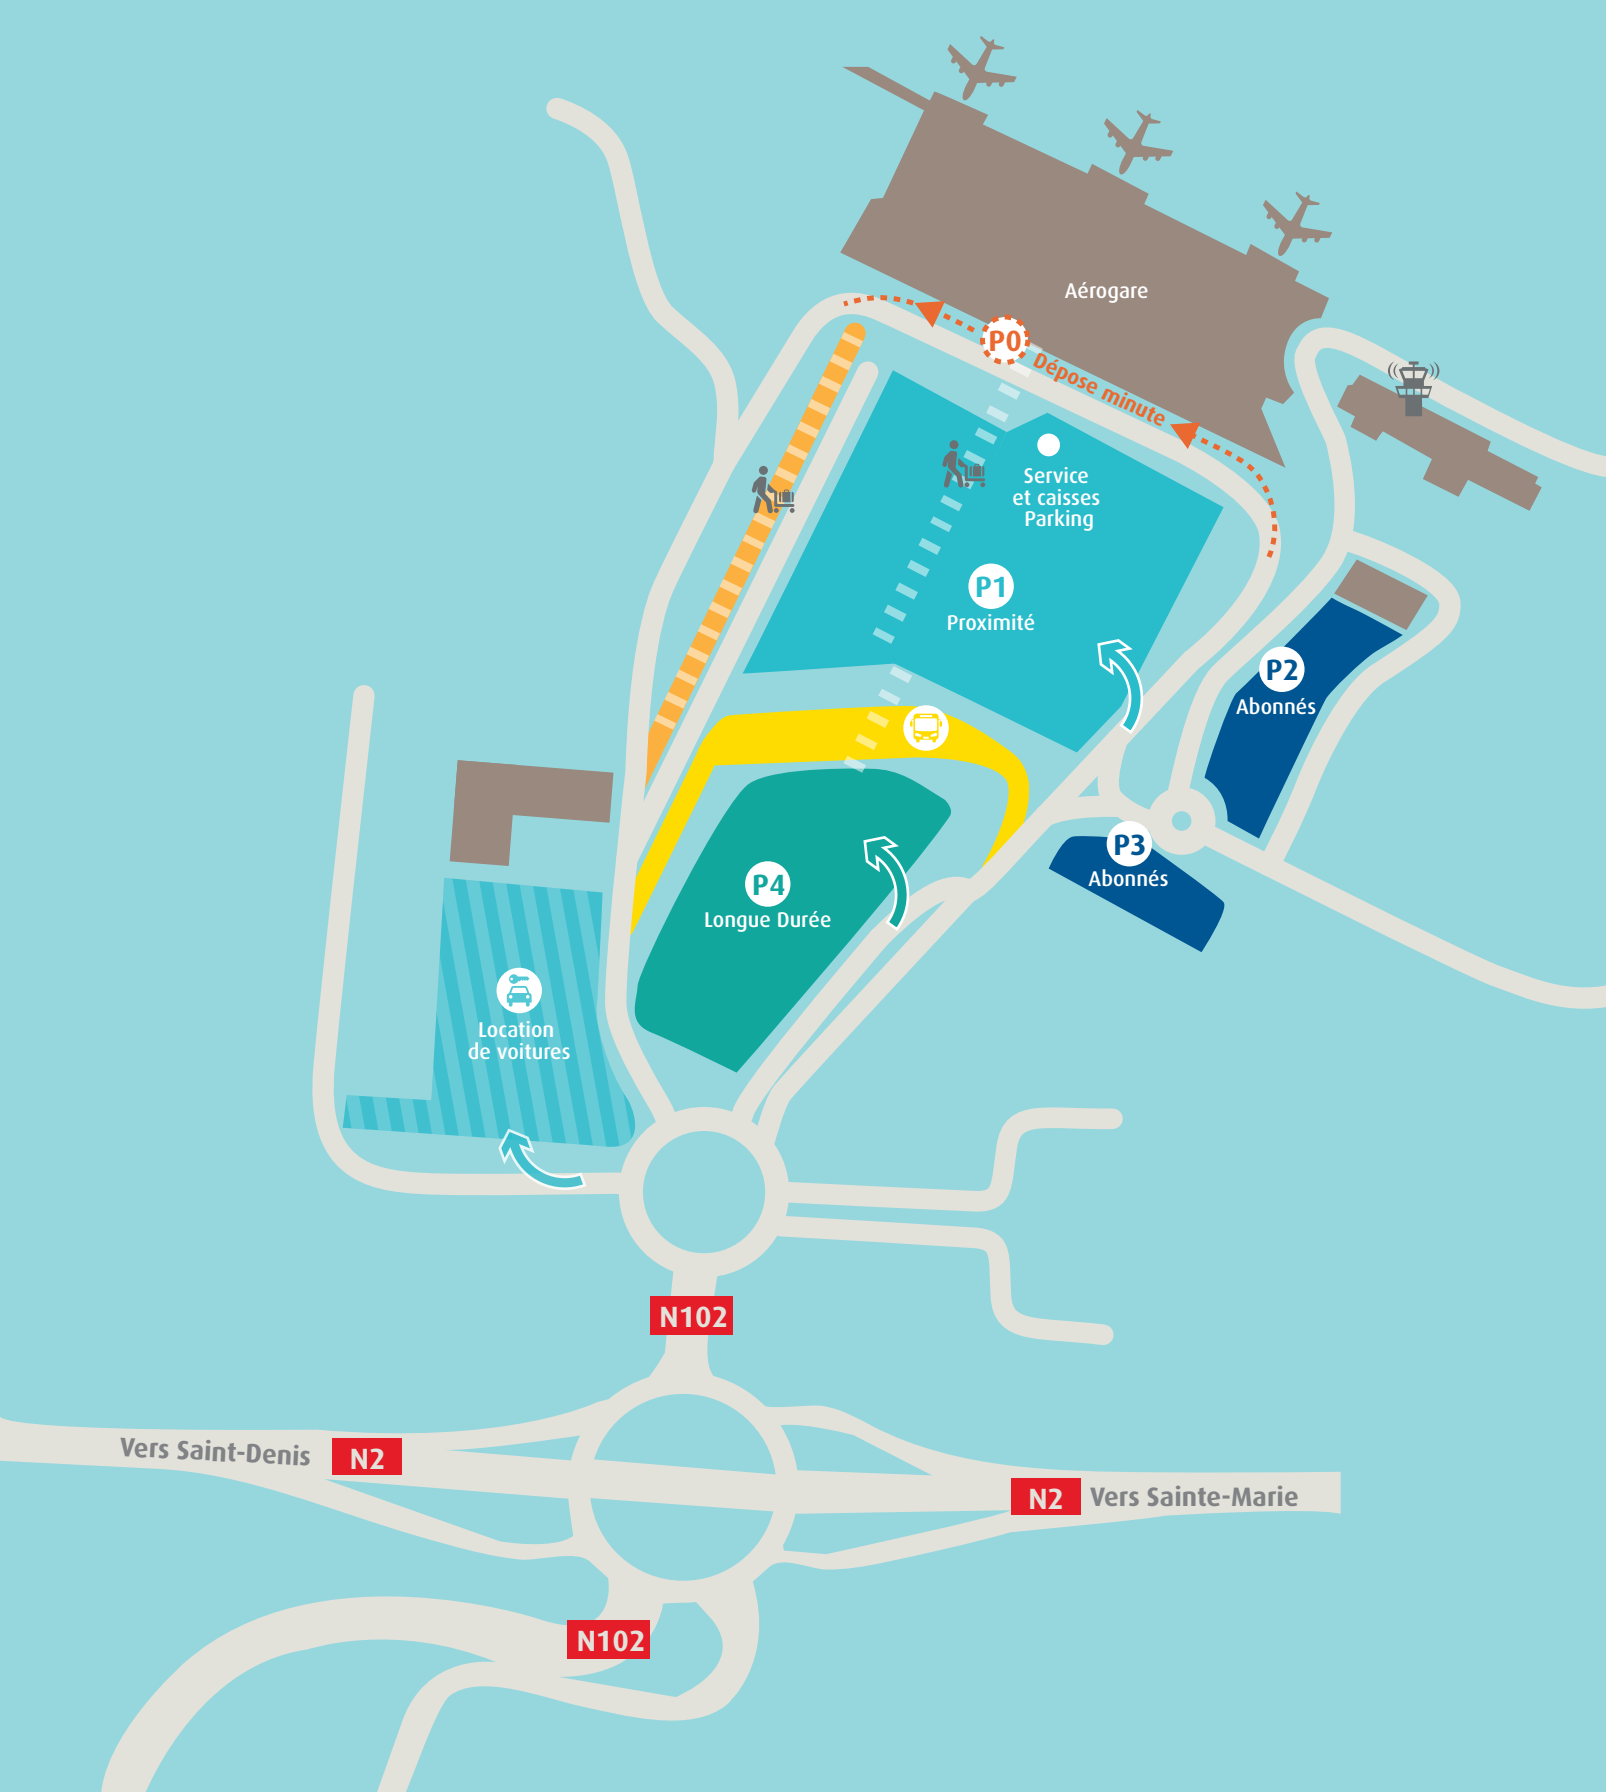 Aérogare
P0
Dépose minute
Service
et caisses
Parking
P1
Proximité
P2
Abonnés
P3
Abonnés
P4
Longue Durée
Location
de voitures
N102
Vers Saint-Denis
N2
N2
Vers Sainte-Marie
N102